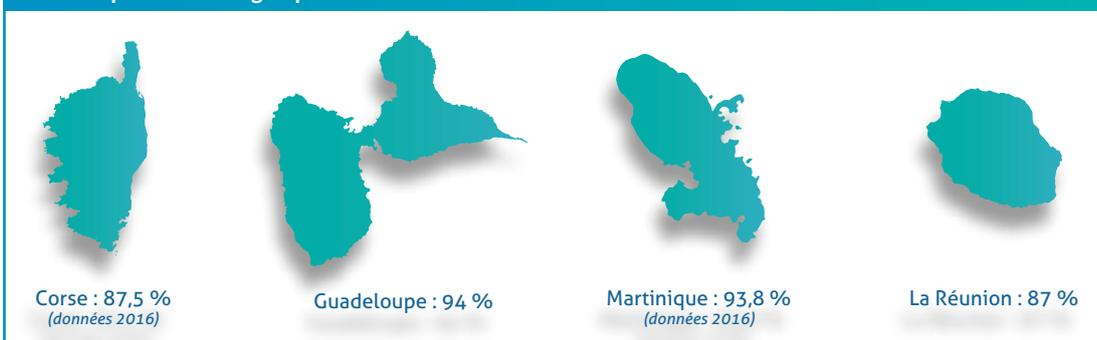 Corse : 87,5 %
(données 2016)
Guadeloupe : 94 %
Martinique : 93,8 %
(données 2016)
La Réunion : 87 %